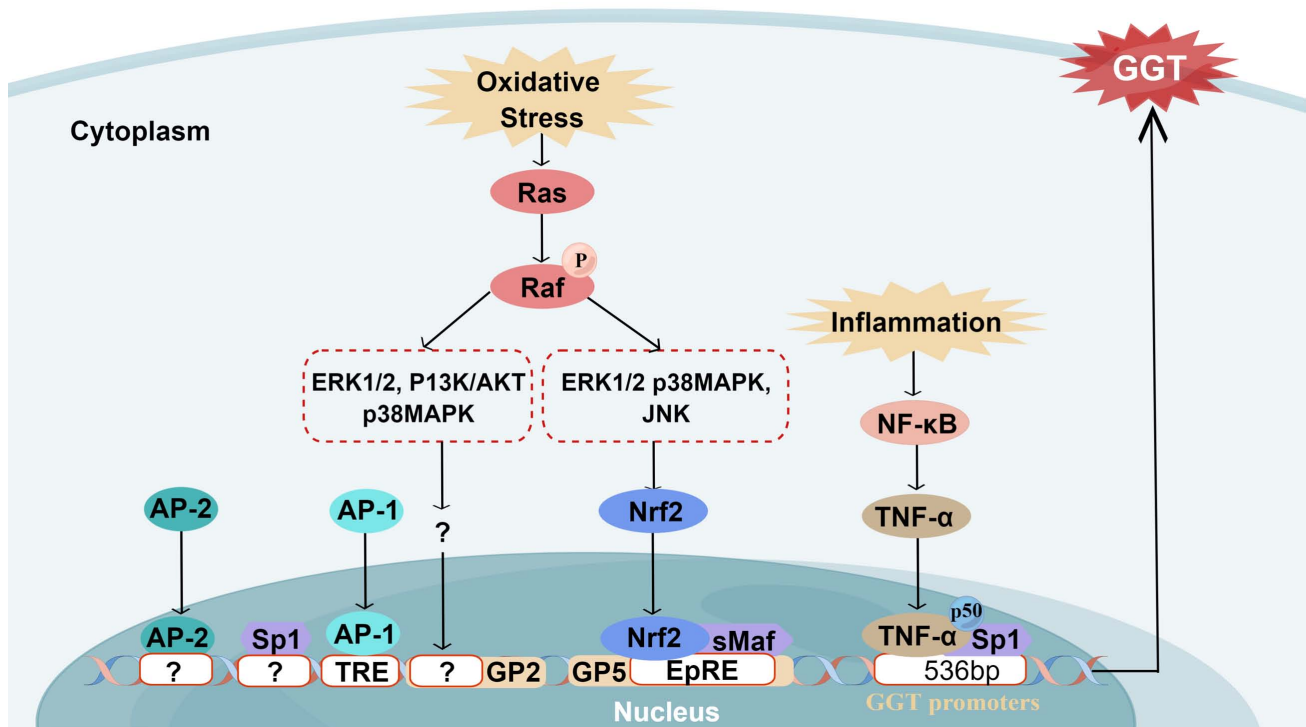 GGT
Oxidative
Stress
Cytoplasm
Ras
P
Raf
Inflammation
ERK1/2, P13K/AKT
p38MAPK
ERK1/2 p38MAPK,
JNK
NF-κB
AP-2
AP-1
?
Nrf2
TNF-α
AP-2
Sp1
AP-1
Nrf2
sMaf
TNF-α
p50
Sp1
?
?
TRE
?
GP2
GP5
EpRE
536bp
GGT promoters
Nucleus